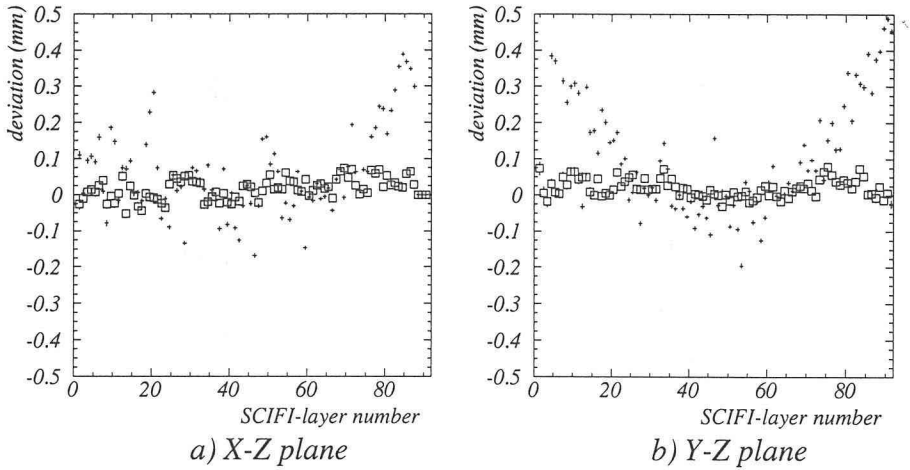 deviation (mm)
0.5
0.4
0.3
0.2
0.1
0
-0.1
-0.2
-0.3
-0.4
-0.5
0 20 40 60 80
SCIFI-layer number
a) X-Z plane
deviation (mm)
0.5
0.4
0.3
0.2
0.1
0
-0.1
-0.2
-0.3
-0.4
-0.5
0 20 40 60 80
SCIFI-layer number
b) Y-Z plane